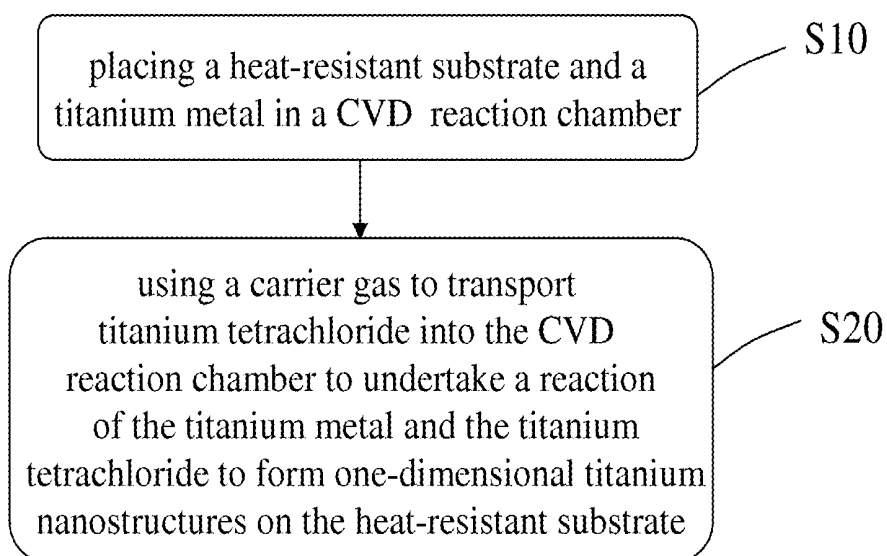 placing a heat-resistant substrate and a
titanium metal in a CVD reaction chamber
S10
using a carrier gas to transport
titanium tetrachloride into the CVD
reaction chamber to undertake a reaction
of the titanium metal and the titanium
tetrachloride to form one-dimensional titanium
nanostructures on the heat-resistant substrate
S20